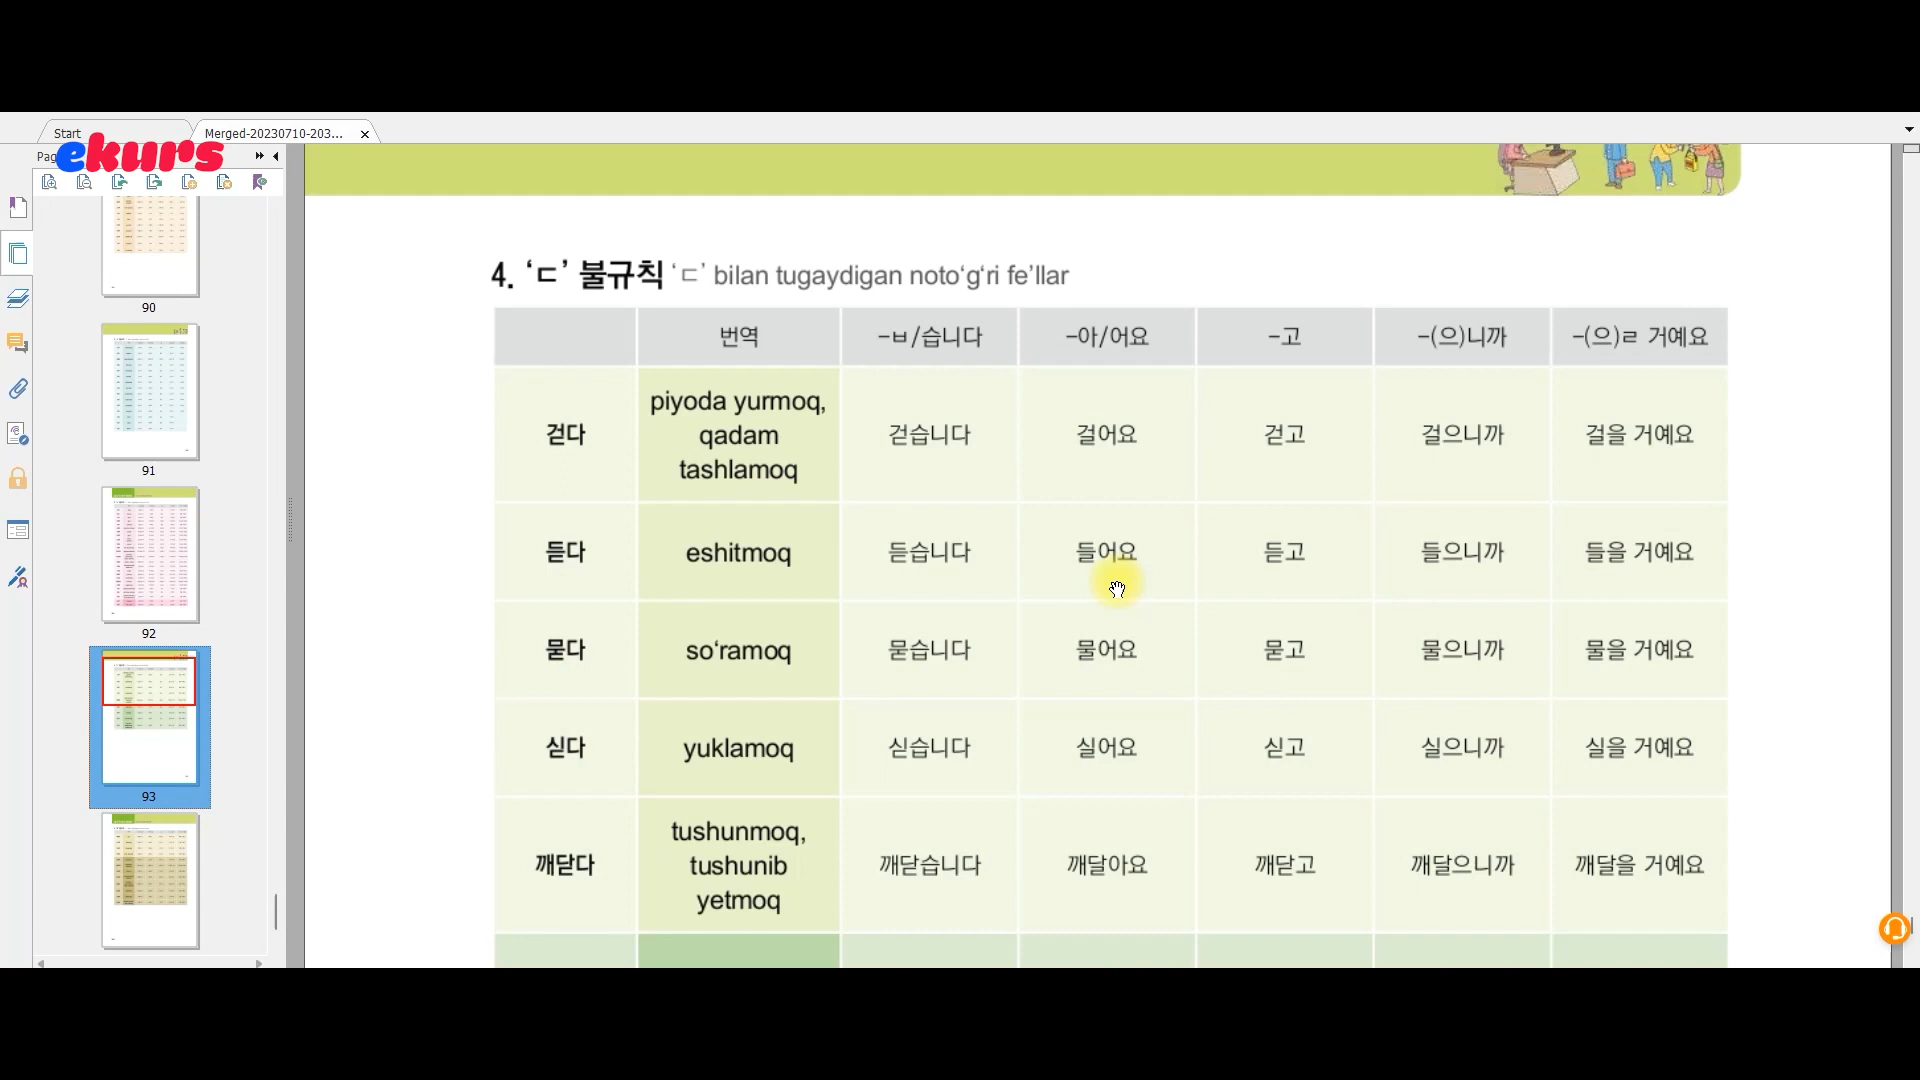 Start
Merged-20230710-203...
Pag
ekurs
90
91
92
93
4. ‘ㄷ’ 불규칙 ‘ㄷ’ bilan tugaydigan noto‘g‘ri fe’llar
번역 –ㅂ/습니다 –아/어요 –고 –(으)니까 –(으)ㄹ 거예요
걷다 piyoda yurmoq, qadam tashlamoq 걷습니다 걸어요 걷고 걸으니까 걸을 거예요
듣다 eshitmoq 듣습니다 들어요 듣고 들으니까 들을 거예요
묻다 so‘ramoq 묻습니다 물어요 묻고 물으니까 물을 거예요
싣다 yuklamoq 싣습니다 실어요 싣고 실으니까 실을 거예요
깨닫다 tushunmoq, tushunib yetmoq 깨닫습니다 깨달아요 깨닫고 깨달으니까 깨달을 거예요